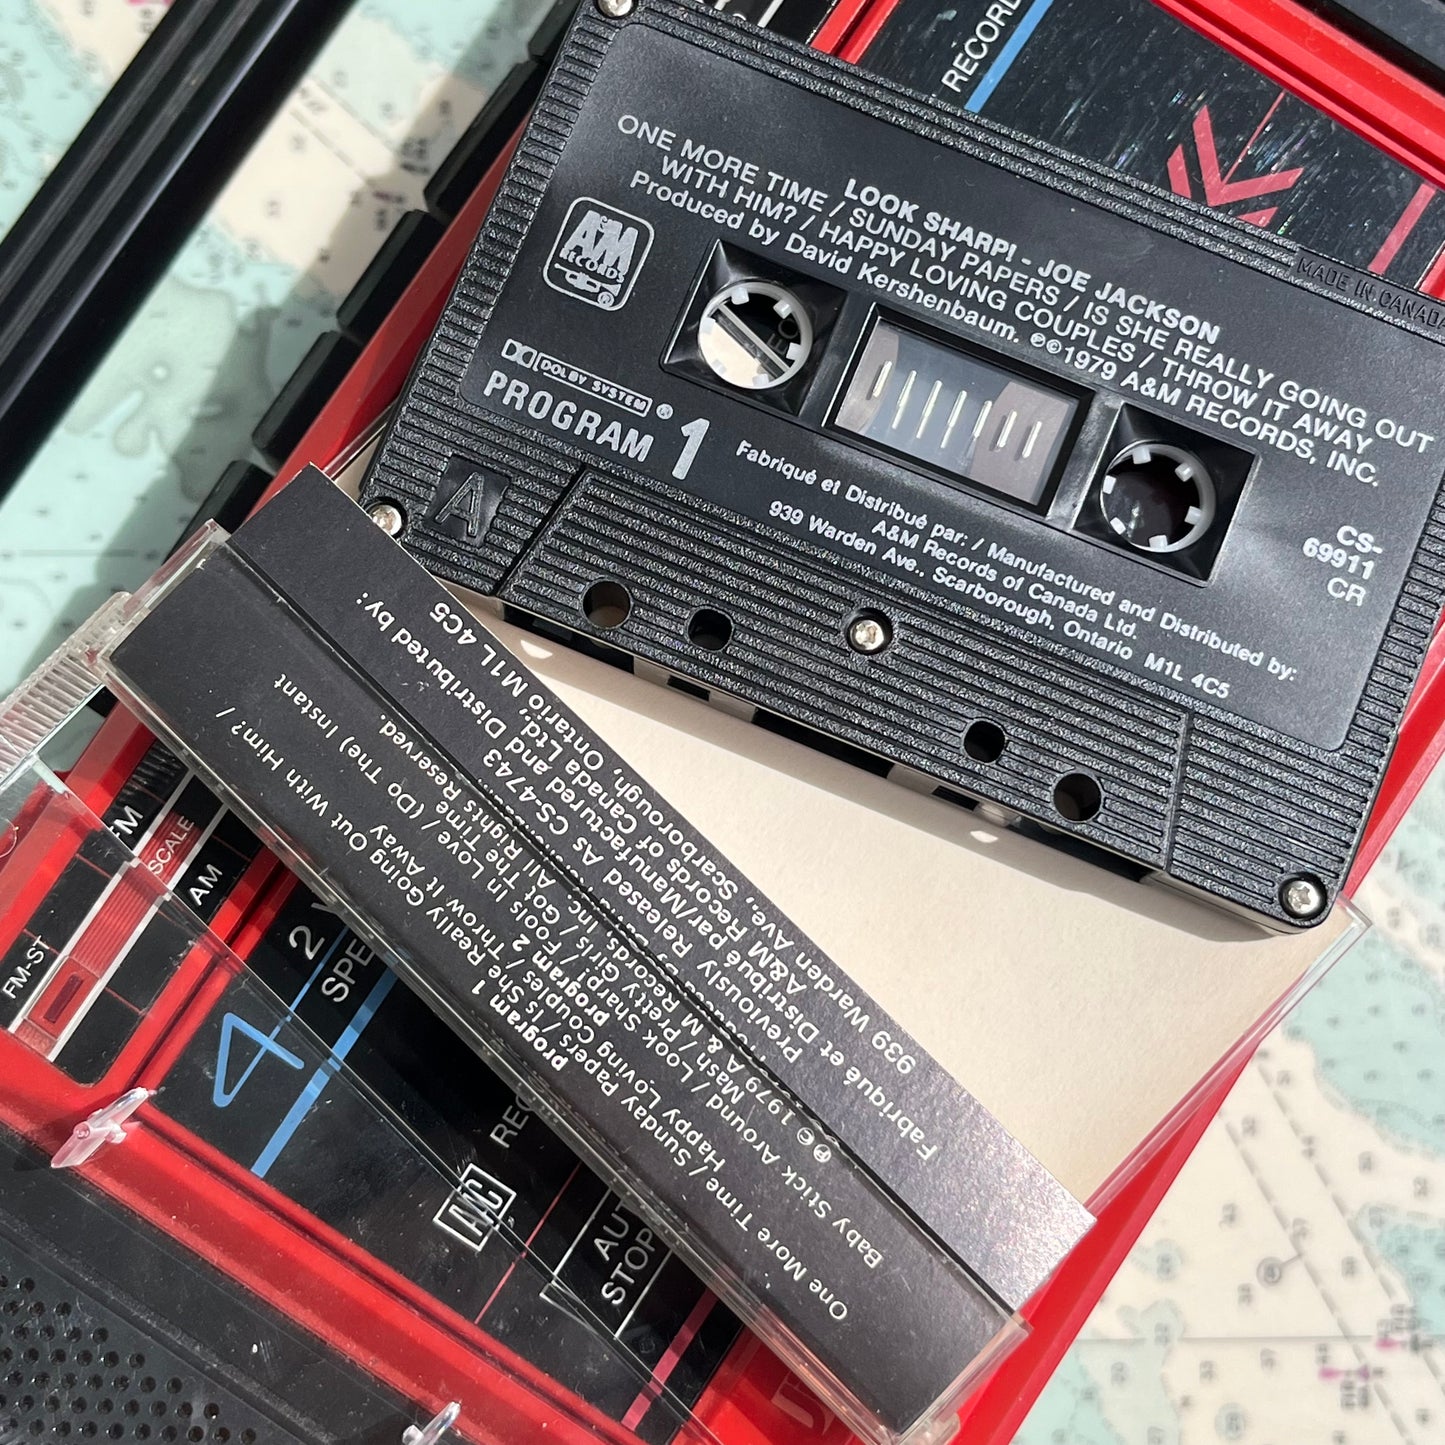 RECORD
MADE IN CANADA
LOOK SHARP! - JOE JACKSON
ONE MORE TIME / SUNDAY PAPERS / IS SHE REALLY GOING OUT
WITH HIM? / HAPPY LOVING COUPLES / THROW IT AWAY
Produced by David Kershenbaum. ℗©1979 A&M RECORDS, INC.
A&M
RECORDS
®
DOLBY SYSTEM ®
PROGRAM 1
A
CS-
69911
CR
Fabriqué et Distribué par: / Manufactured and Distributed by:
A&M Records of Canada Ltd.
939 Warden Ave., Scarborough, Ontario M1L 4C5
program 1
One More Time / Sunday Papers / Is She Really Going Out With Him? /
Happy Loving Couples / Throw It Away
program 2
Baby Stick Around / Look Sharp! / Fools in Love / (Do The) Instant
Mash / Pretty Girls / Got The Time
℗© 1979 A & M Records Inc. All Rights Reserved.
Previously Released As CS-4743
Fabriqué et Distribué par/Manufactured and Distributed by:
A&M Records of Canada Ltd.,
939 Warden Ave., Scarborough, Ontario M1L 4C5
FM
SCALE
AM
FM-ST
2
4
SPE
REC
AUT
STOP